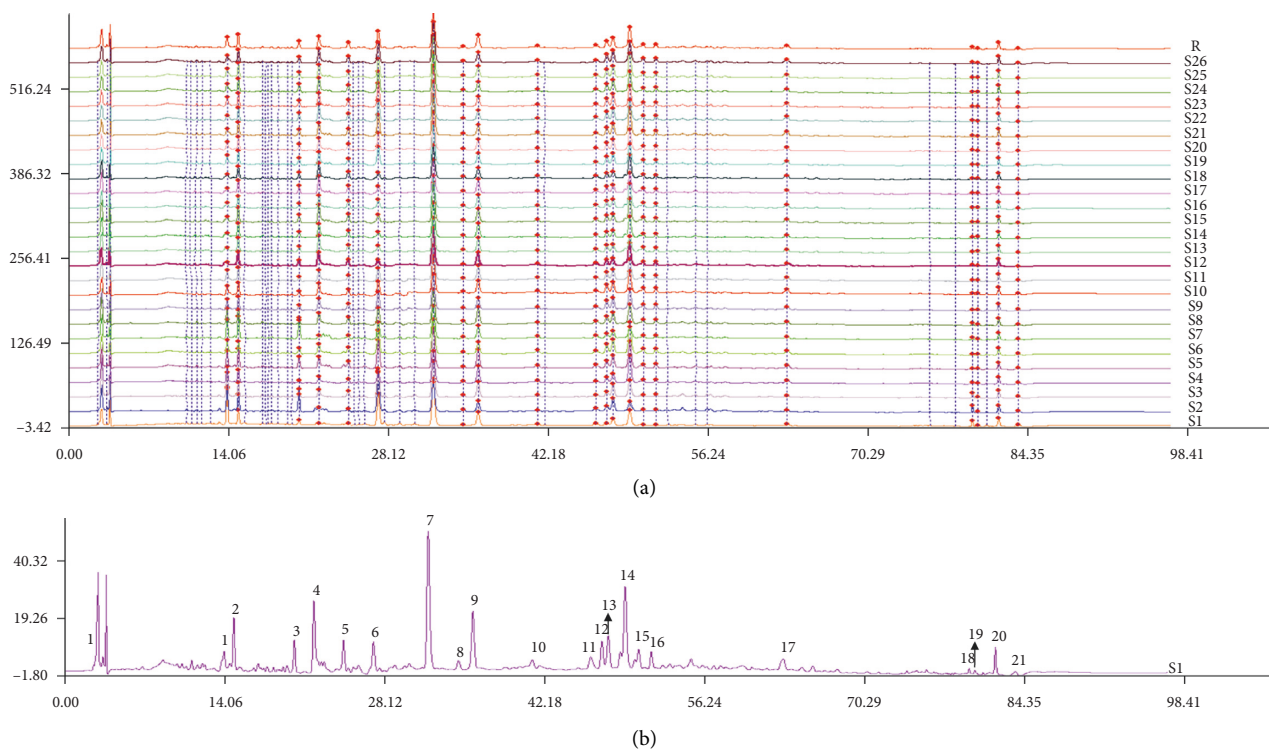 R
S26
S25
516.24
S24
S23
S22
S21
S20
S19
386.32
S18
S17
S16
S15
S14
S13
256.41
S12
S11
S10
S9
S8
126.49
S7
S6
S5
S4
S3
S2
−3.42
S1
0.00 14.06 28.12 42.18 56.24 70.29 84.35 98.41
(a)
7
40.32
14
4
9
13
19.26
2
3
5
6
12
15
16
19
20
1
1
8
10
11
17
18
21
−1.80
S1
0.00 14.06 28.12 42.18 56.24 70.29 84.35 98.41
(b)